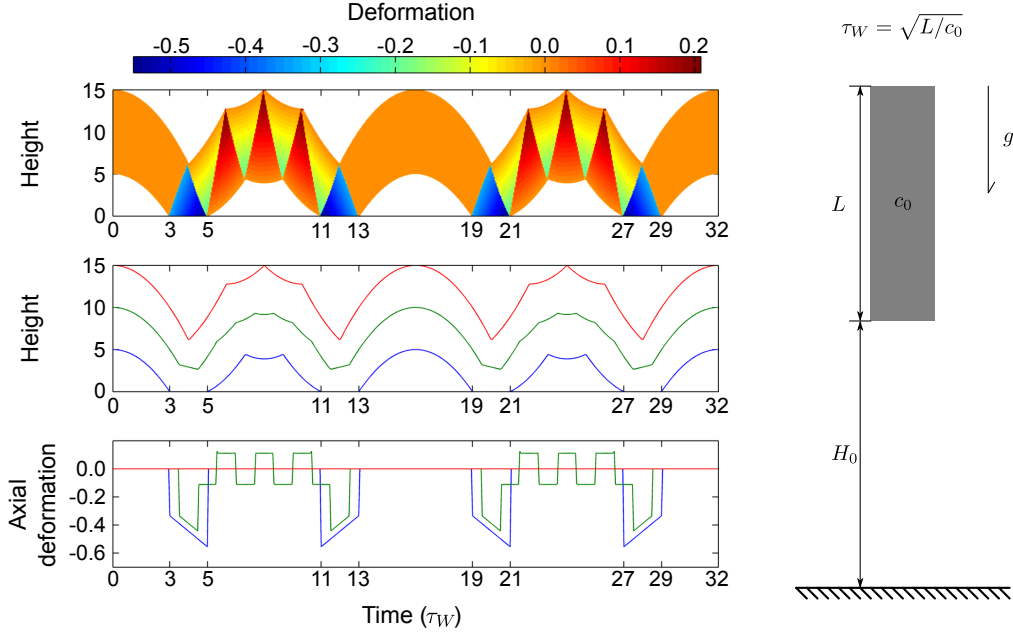 Deformation
-0.5 -0.4 -0.3 -0.2 -0.1 0.0 0.1 0.2
Height
15
10
5
0
0 3 5 11 13 19 21 27 29 32
Height
15
10
5
0
0 3 5 11 13 19 21 27 29 32
Axial
deformation
0.0
-0.2
-0.4
-0.6
0 3 5 11 13 19 21 27 29 32
Time (τ_W)
τ_W = √L/c₀
g
L
c₀
H₀